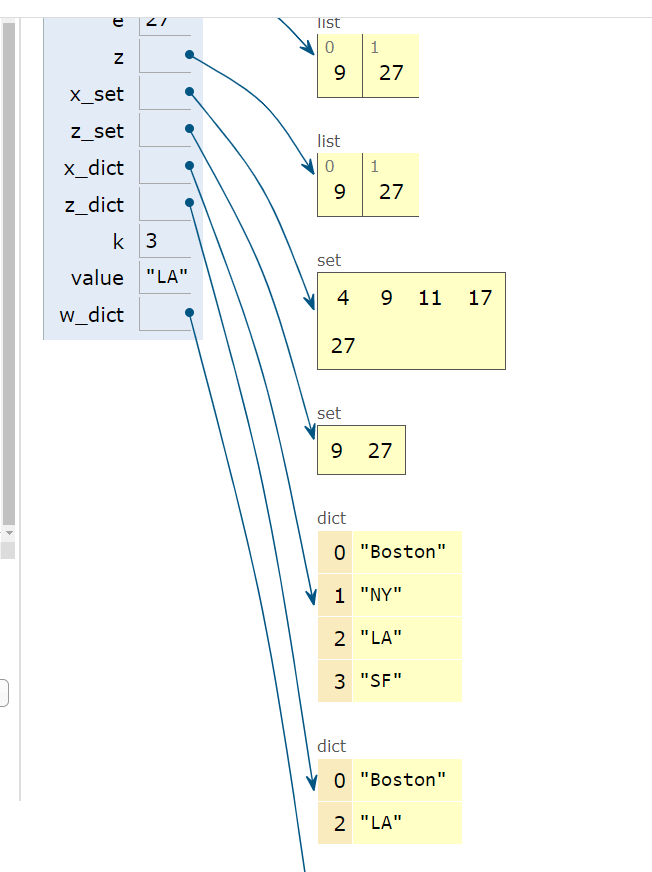 e 27
z
x_set
z_set
x_dict
z_dict
k 3
value "LA"
w_dict
list
0 1
9 27
list
0 1
9 27
set
4 9 11 17
27
set
9 27
dict
0 "Boston"
1 "NY"
2 "LA"
3 "SF"
dict
0 "Boston"
2 "LA"